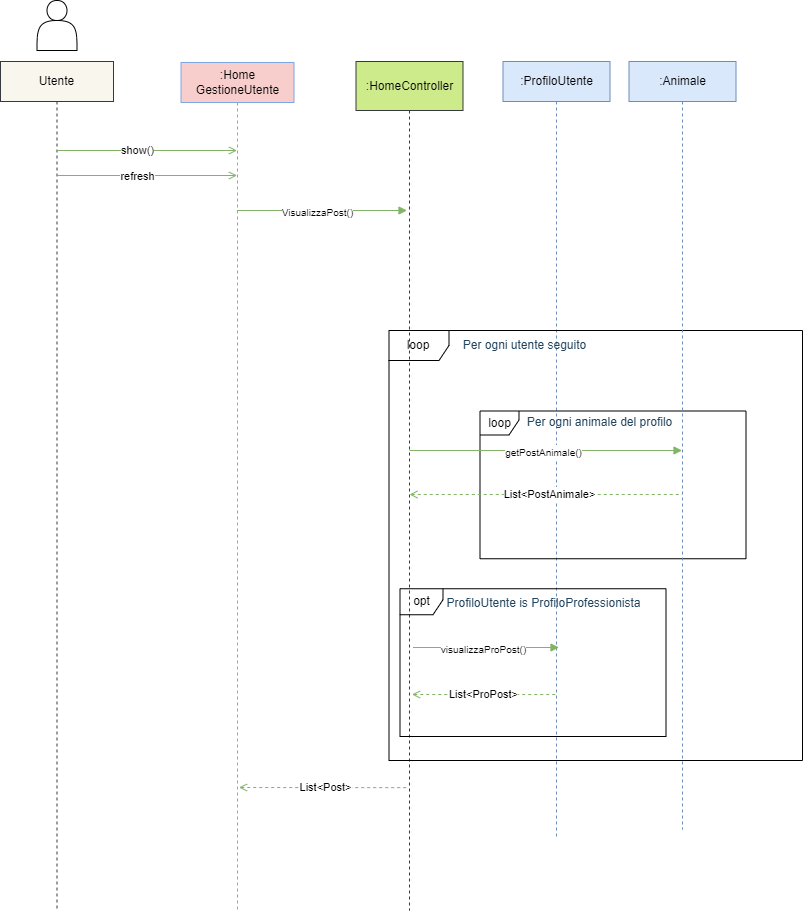 Utente
:Home
GestioneUtente
:HomeController
:ProfiloUtente
:Animale
show()
refresh
VisualizzaPost()
loop
Per ogni utente seguito
loop
Per ogni animale del profilo
getPostAnimale()
List<PostAnimale>
opt
ProfiloUtente is ProfiloProfessionista
visualizzaProPost()
List<ProPost>
List<Post>